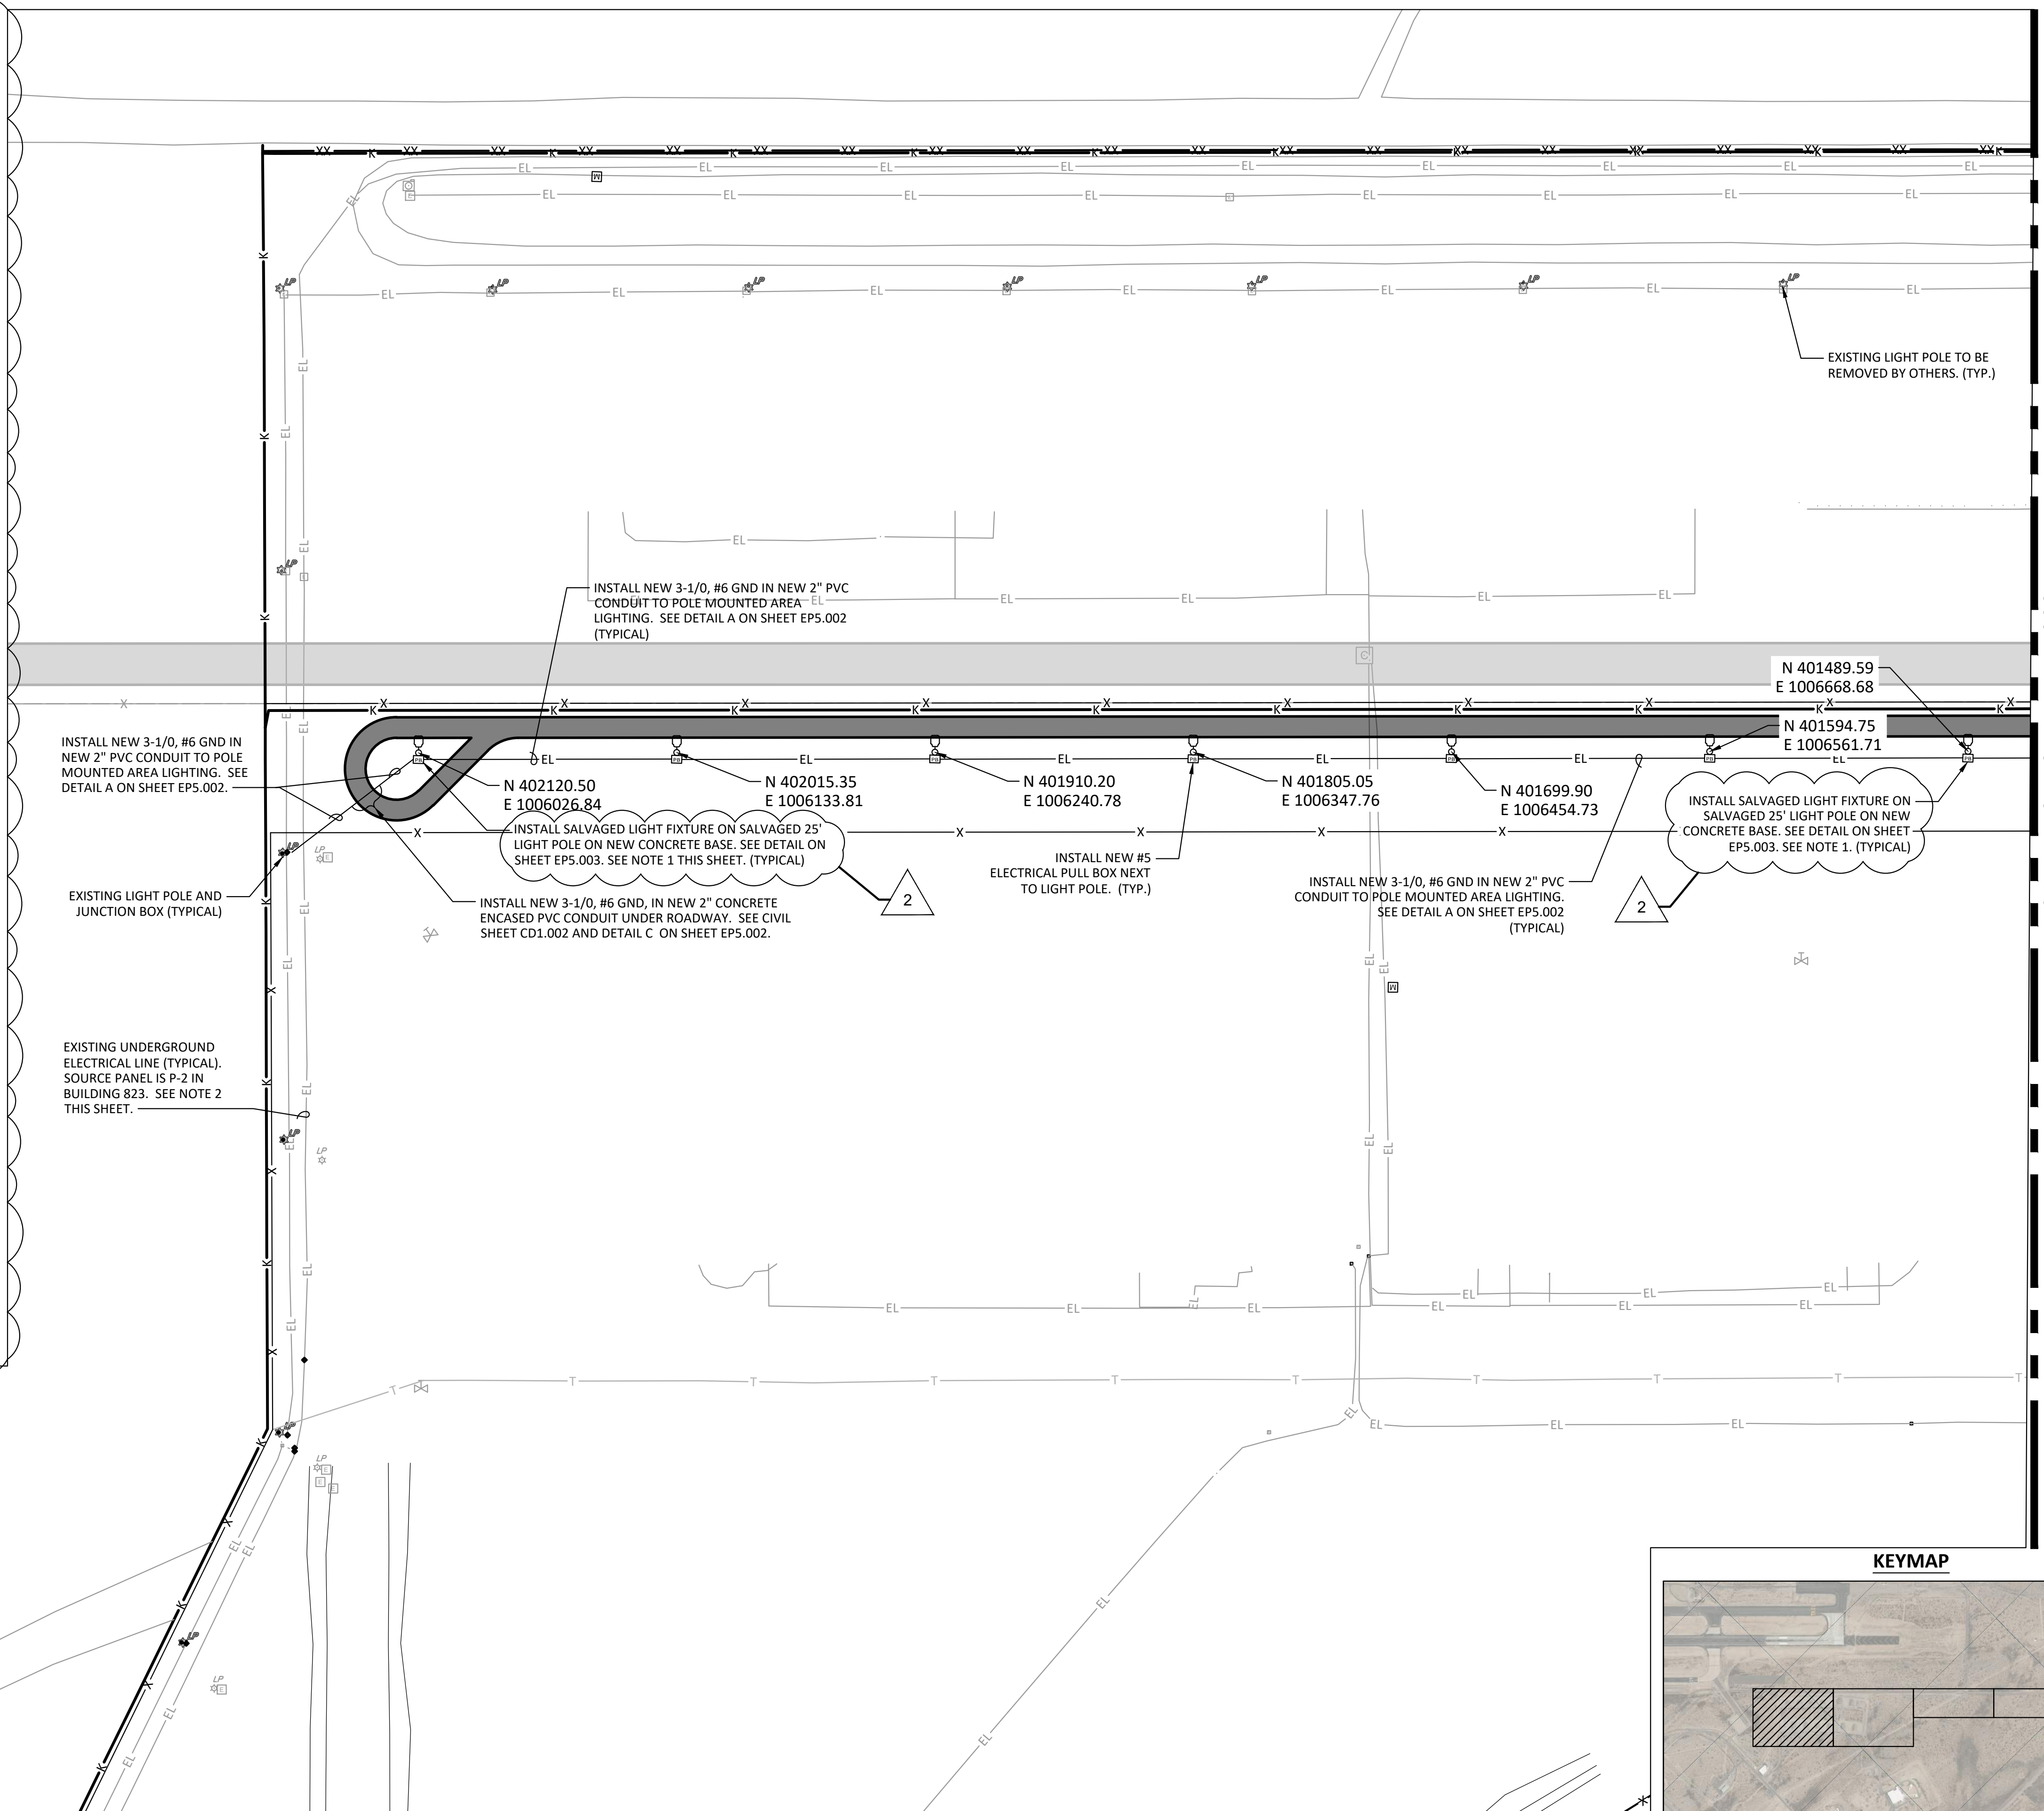 EXISTING LIGHT POLE TO BE
REMOVED BY OTHERS. (TYP.)
INSTALL NEW 3-1/0, #6 GND IN NEW 2" PVC
CONDUIT TO POLE MOUNTED AREA
LIGHTING. SEE DETAIL A ON SHEET EP5.002
(TYPICAL)
N 401489.59
E 1006668.68
N 401594.75
E 1006561.71
INSTALL NEW 3-1/0, #6 GND IN
NEW 2" PVC CONDUIT TO POLE
MOUNTED AREA LIGHTING. SEE
DETAIL A ON SHEET EP5.002.
N 402120.50
E 1006026.84
N 402015.35
E 1006133.81
N 401910.20
E 1006240.78
N 401805.05
E 1006347.76
N 401699.90
E 1006454.73
INSTALL SALVAGED LIGHT FIXTURE ON SALVAGED 25'
LIGHT POLE ON NEW CONCRETE BASE. SEE DETAIL ON
SHEET EP5.003. SEE NOTE 1 THIS SHEET. (TYPICAL)
2
INSTALL NEW #5
ELECTRICAL PULL BOX NEXT
TO LIGHT POLE. (TYP.)
INSTALL SALVAGED LIGHT FIXTURE ON
SALVAGED 25' LIGHT POLE ON NEW
CONCRETE BASE. SEE DETAIL ON SHEET
EP5.003. SEE NOTE 1. (TYPICAL)
2
INSTALL NEW 3-1/0, #6 GND IN NEW 2" PVC
CONDUIT TO POLE MOUNTED AREA LIGHTING.
SEE DETAIL A ON SHEET EP5.002
(TYPICAL)
EXISTING LIGHT POLE AND
JUNCTION BOX (TYPICAL)
INSTALL NEW 3-1/0, #6 GND, IN NEW 2" CONCRETE
ENCASED PVC CONDUIT UNDER ROADWAY. SEE CIVIL
SHEET CD1.002 AND DETAIL C ON SHEET EP5.002.
EXISTING UNDERGROUND
ELECTRICAL LINE (TYPICAL).
SOURCE PANEL IS P-2 IN
BUILDING 823. SEE NOTE 2
THIS SHEET.
KEYMAP